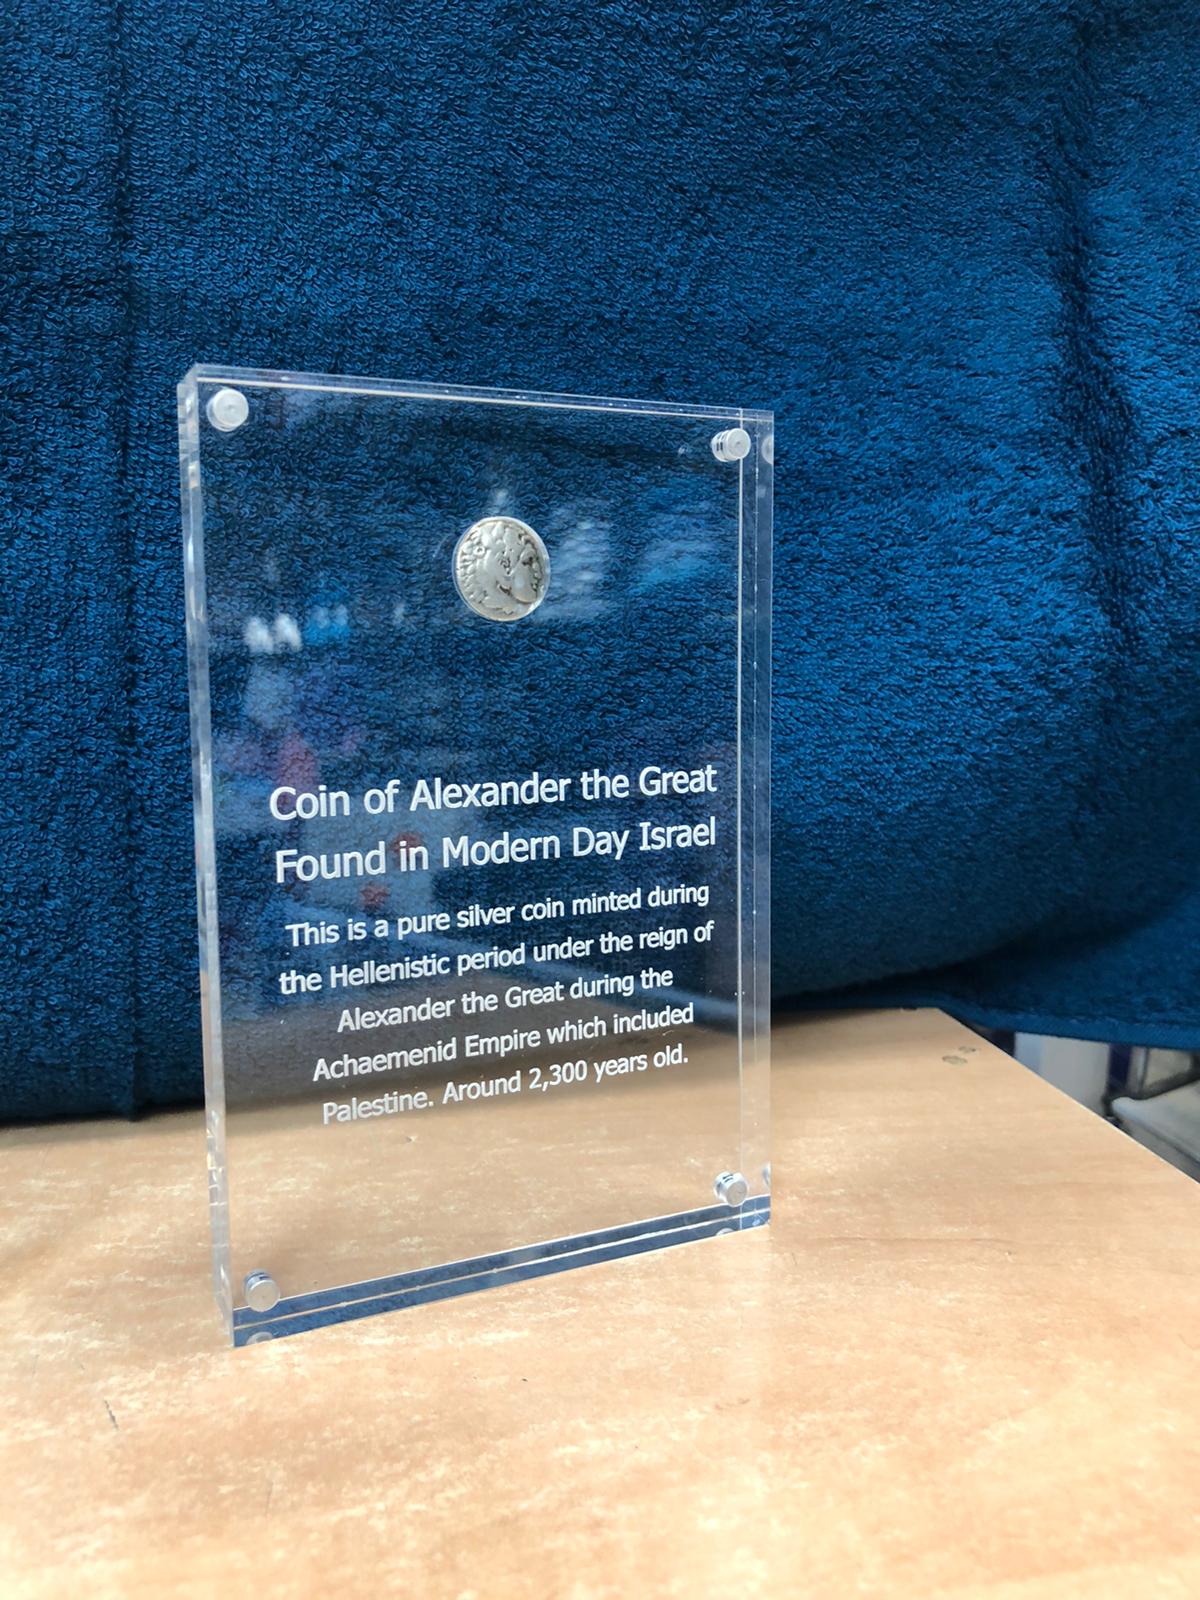 Coin of Alexander the Great
Found in Modern Day Israel
This is a pure silver coin minted during
the Hellenistic period under the reign of
Alexander the Great during the
Achaemenid Empire which included
Palestine. Around 2,300 years old.